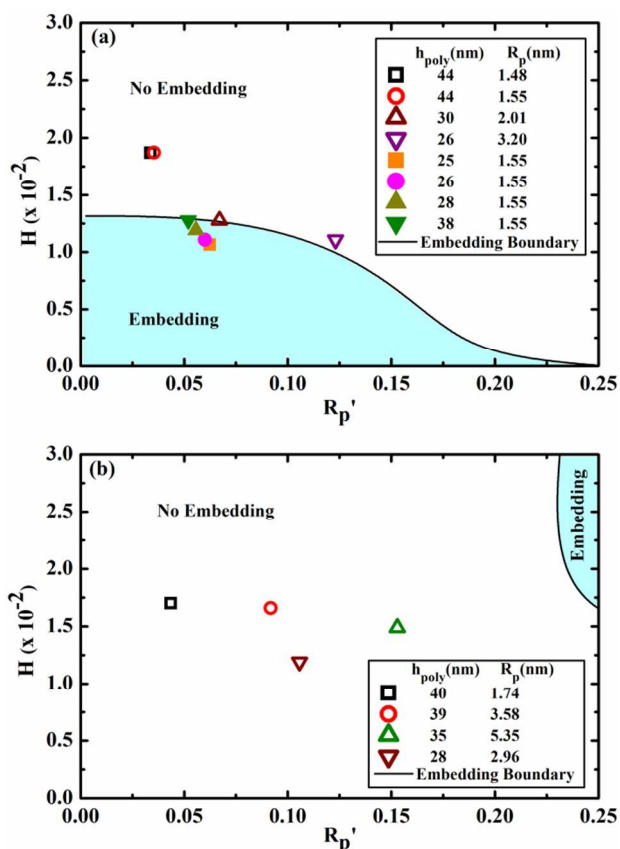 (a)
No Embedding
h_poly(nm) R_p(nm)
44 1.48
44 1.55
30 2.01
26 3.20
25 1.55
26 1.55
28 1.55
38 1.55
Embedding Boundary
Embedding
H (x 10^-2)
3.0
2.5
2.0
1.5
1.0
0.5
0.0
0.00 0.05 0.10 0.15 0.20 0.25
R_p'
(b)
No Embedding
Embedding
h_poly(nm) R_p(nm)
40 1.74
39 3.58
35 5.35
28 2.96
Embedding Boundary
H (x 10^-2)
3.0
2.5
2.0
1.5
1.0
0.5
0.0
0.00 0.05 0.10 0.15 0.20 0.25
R_p'